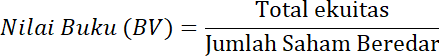 Nilai Buku (BV) = Total ekuitas / Jumlah Saham Beredar